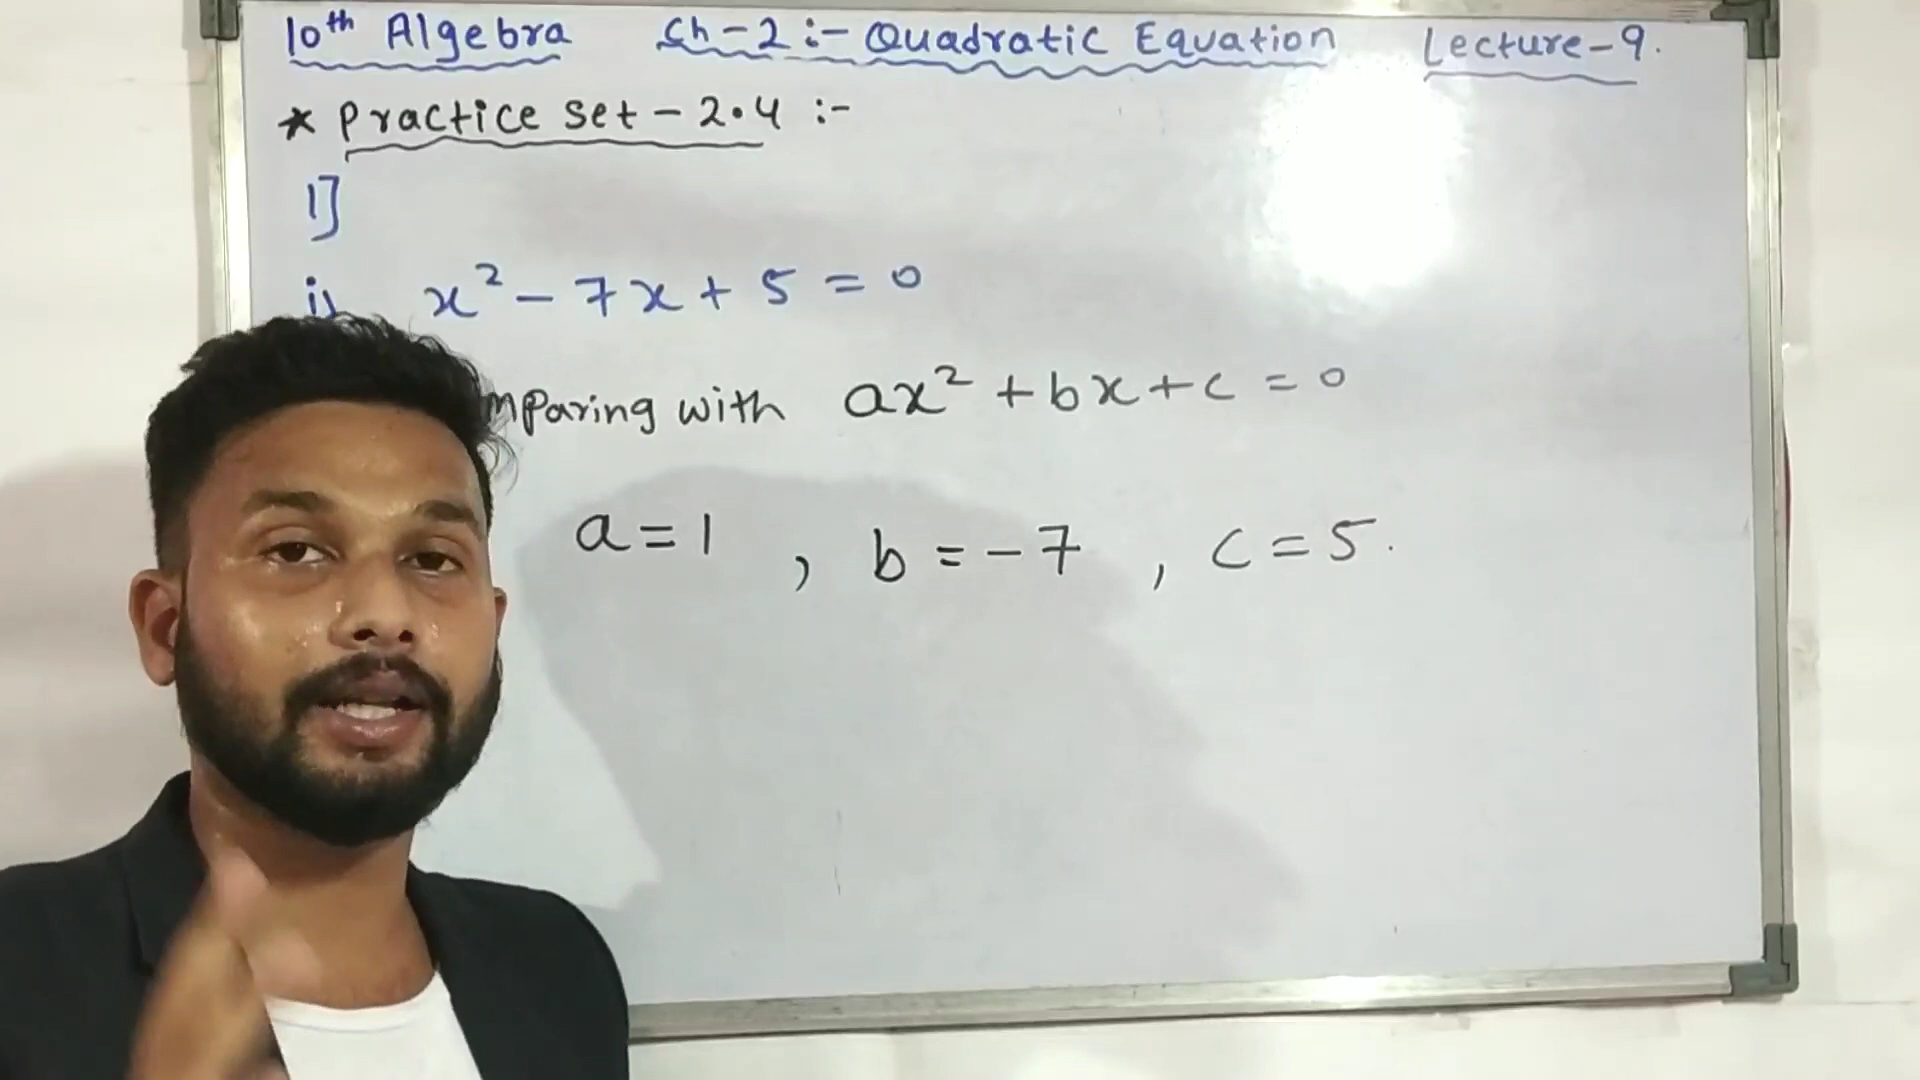 10th Algebra Ch-2:- Quadratic Equation Lecture-9.
* Practice set - 2.4 :-
1]
x² - 7x + 5 = 0
mparing with ax² + bx + c = 0
a = 1 , b = -7 , c = 5.